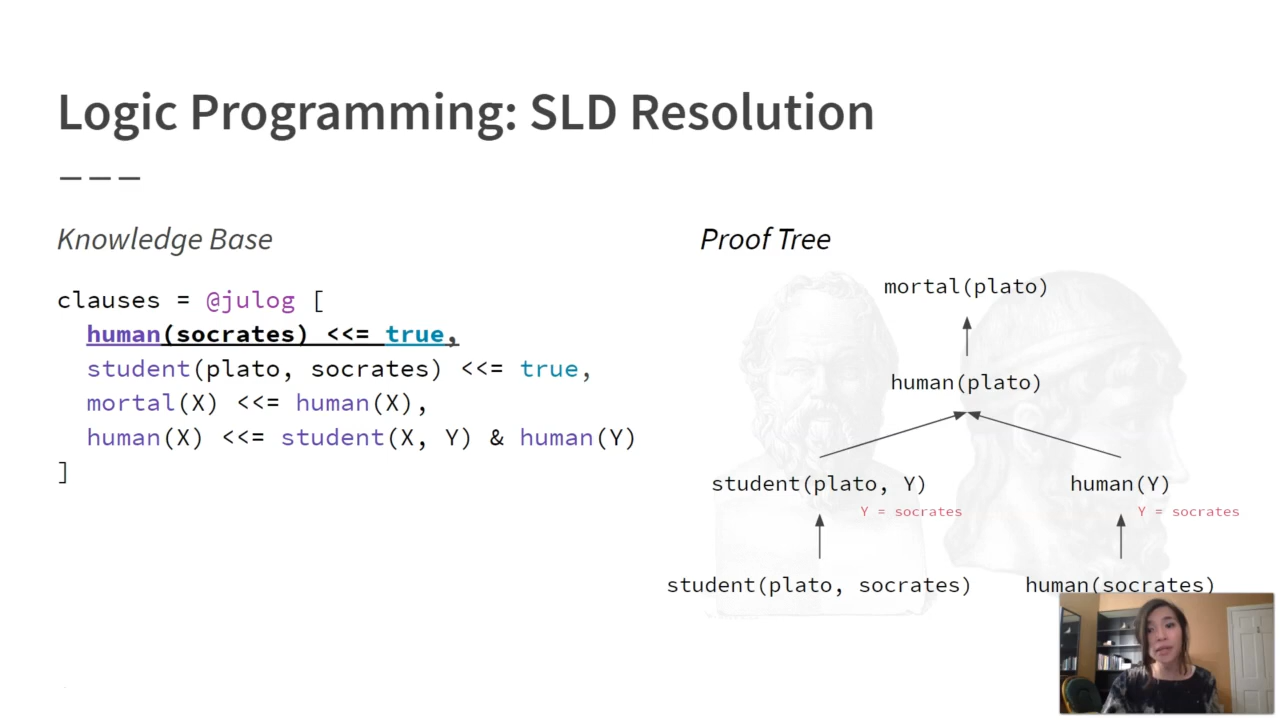 Logic Programming: SLD Resolution
Knowledge Base
clauses = @julog [
human(socrates) <<= true,
student(plato, socrates) <<= true,
mortal(X) <<= human(X),
human(X) <<= student(X, Y) & human(Y)
]
Proof Tree
mortal(plato)
human(plato)
student(plato, Y) human(Y)
Y = socrates Y = socrates
student(plato, socrates) human(socrates)